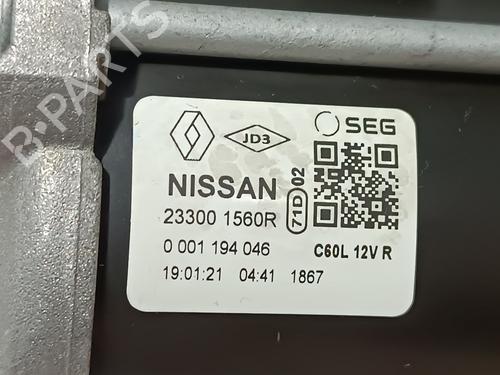 B-PARTS
JD3
SEG
NISSAN
71D 02
23300 1560R
0 001 194 046
C60L 12V R
19:01:21 04:41 1867